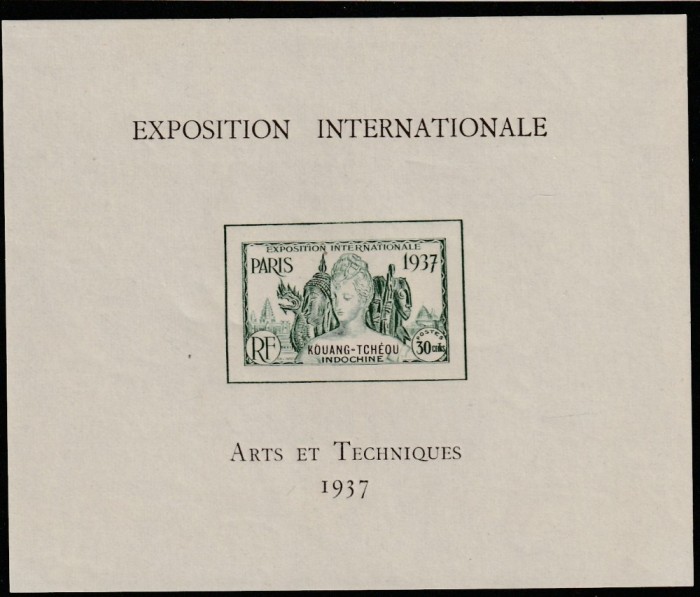 EXPOSITION INTERNATIONALE
EXPOSITION INTERNATIONALE
PARIS 1937
RF KOUANG-TCHÉOU POSTES
INDOCHINE 30 cents
ARTS ET TECHNIQUES
1937